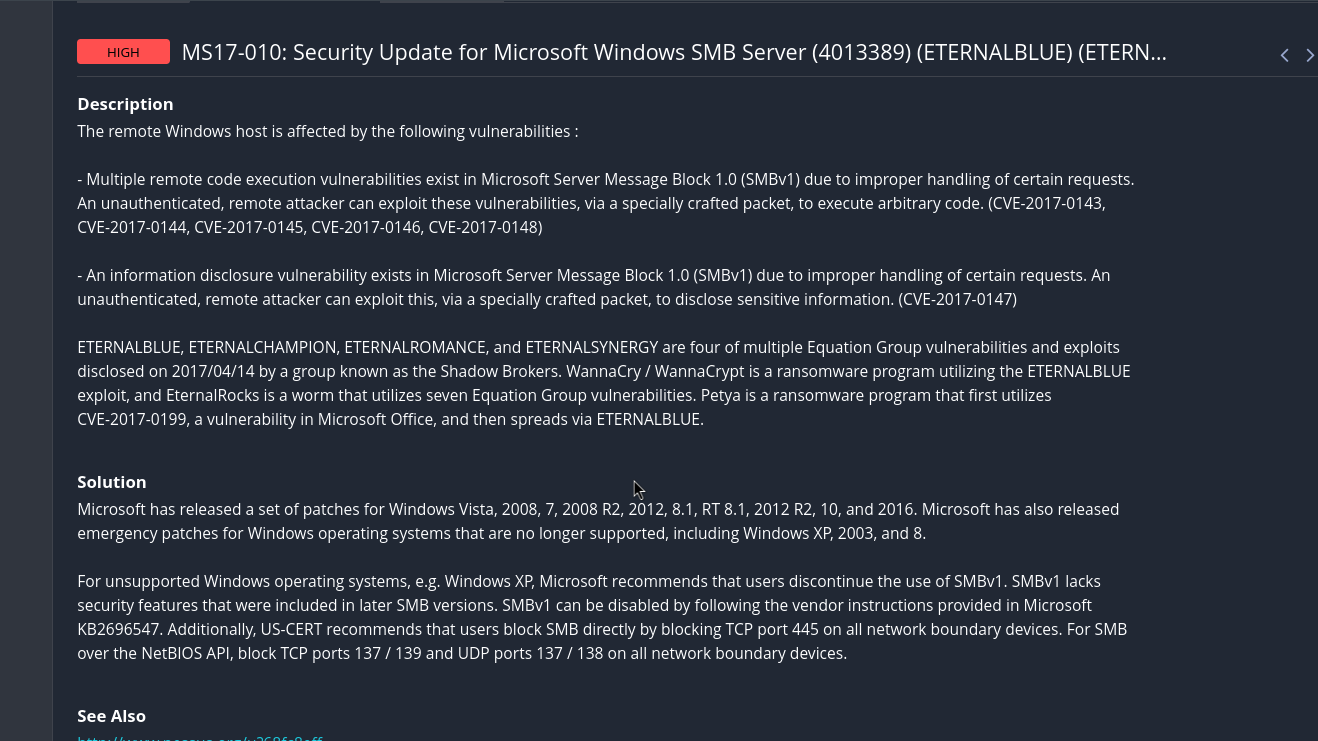 HIGH MS17-010: Security Update for Microsoft Windows SMB Server (4013389) (ETERNALBLUE) (ETERN...
Description
The remote Windows host is affected by the following vulnerabilities :
- Multiple remote code execution vulnerabilities exist in Microsoft Server Message Block 1.0 (SMBv1) due to improper handling of certain requests.
An unauthenticated, remote attacker can exploit these vulnerabilities, via a specially crafted packet, to execute arbitrary code. (CVE-2017-0143,
CVE-2017-0144, CVE-2017-0145, CVE-2017-0146, CVE-2017-0148)
- An information disclosure vulnerability exists in Microsoft Server Message Block 1.0 (SMBv1) due to improper handling of certain requests. An
unauthenticated, remote attacker can exploit this, via a specially crafted packet, to disclose sensitive information. (CVE-2017-0147)
ETERNALBLUE, ETERNALCHAMPION, ETERNALROMANCE, and ETERNALSYNERGY are four of multiple Equation Group vulnerabilities and exploits
disclosed on 2017/04/14 by a group known as the Shadow Brokers. WannaCry / WannaCrypt is a ransomware program utilizing the ETERNALBLUE
exploit, and EternalRocks is a worm that utilizes seven Equation Group vulnerabilities. Petya is a ransomware program that first utilizes
CVE-2017-0199, a vulnerability in Microsoft Office, and then spreads via ETERNALBLUE.
Solution
Microsoft has released a set of patches for Windows Vista, 2008, 7, 2008 R2, 2012, 8.1, RT 8.1, 2012 R2, 10, and 2016. Microsoft has also released
emergency patches for Windows operating systems that are no longer supported, including Windows XP, 2003, and 8.
For unsupported Windows operating systems, e.g. Windows XP, Microsoft recommends that users discontinue the use of SMBv1. SMBv1 lacks
security features that were included in later SMB versions. SMBv1 can be disabled by following the vendor instructions provided in Microsoft
KB2696547. Additionally, US-CERT recommends that users block SMB directly by blocking TCP port 445 on all network boundary devices. For SMB
over the NetBIOS API, block TCP ports 137 / 139 and UDP ports 137 / 138 on all network boundary devices.
See Also